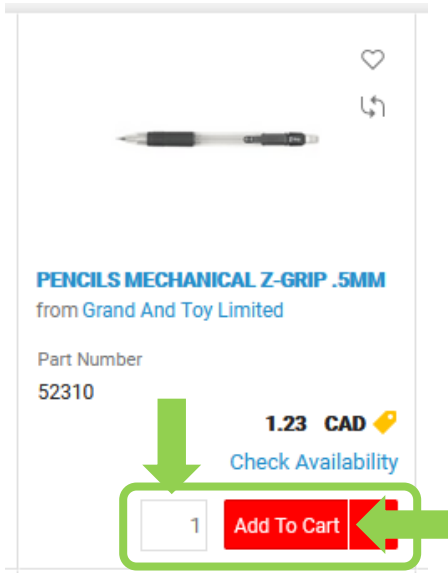 PENCILS MECHANICAL Z-GRIP .5MM
from Grand And Toy Limited
Part Number
52310
1.23 CAD
Check Availability
1 Add To Cart